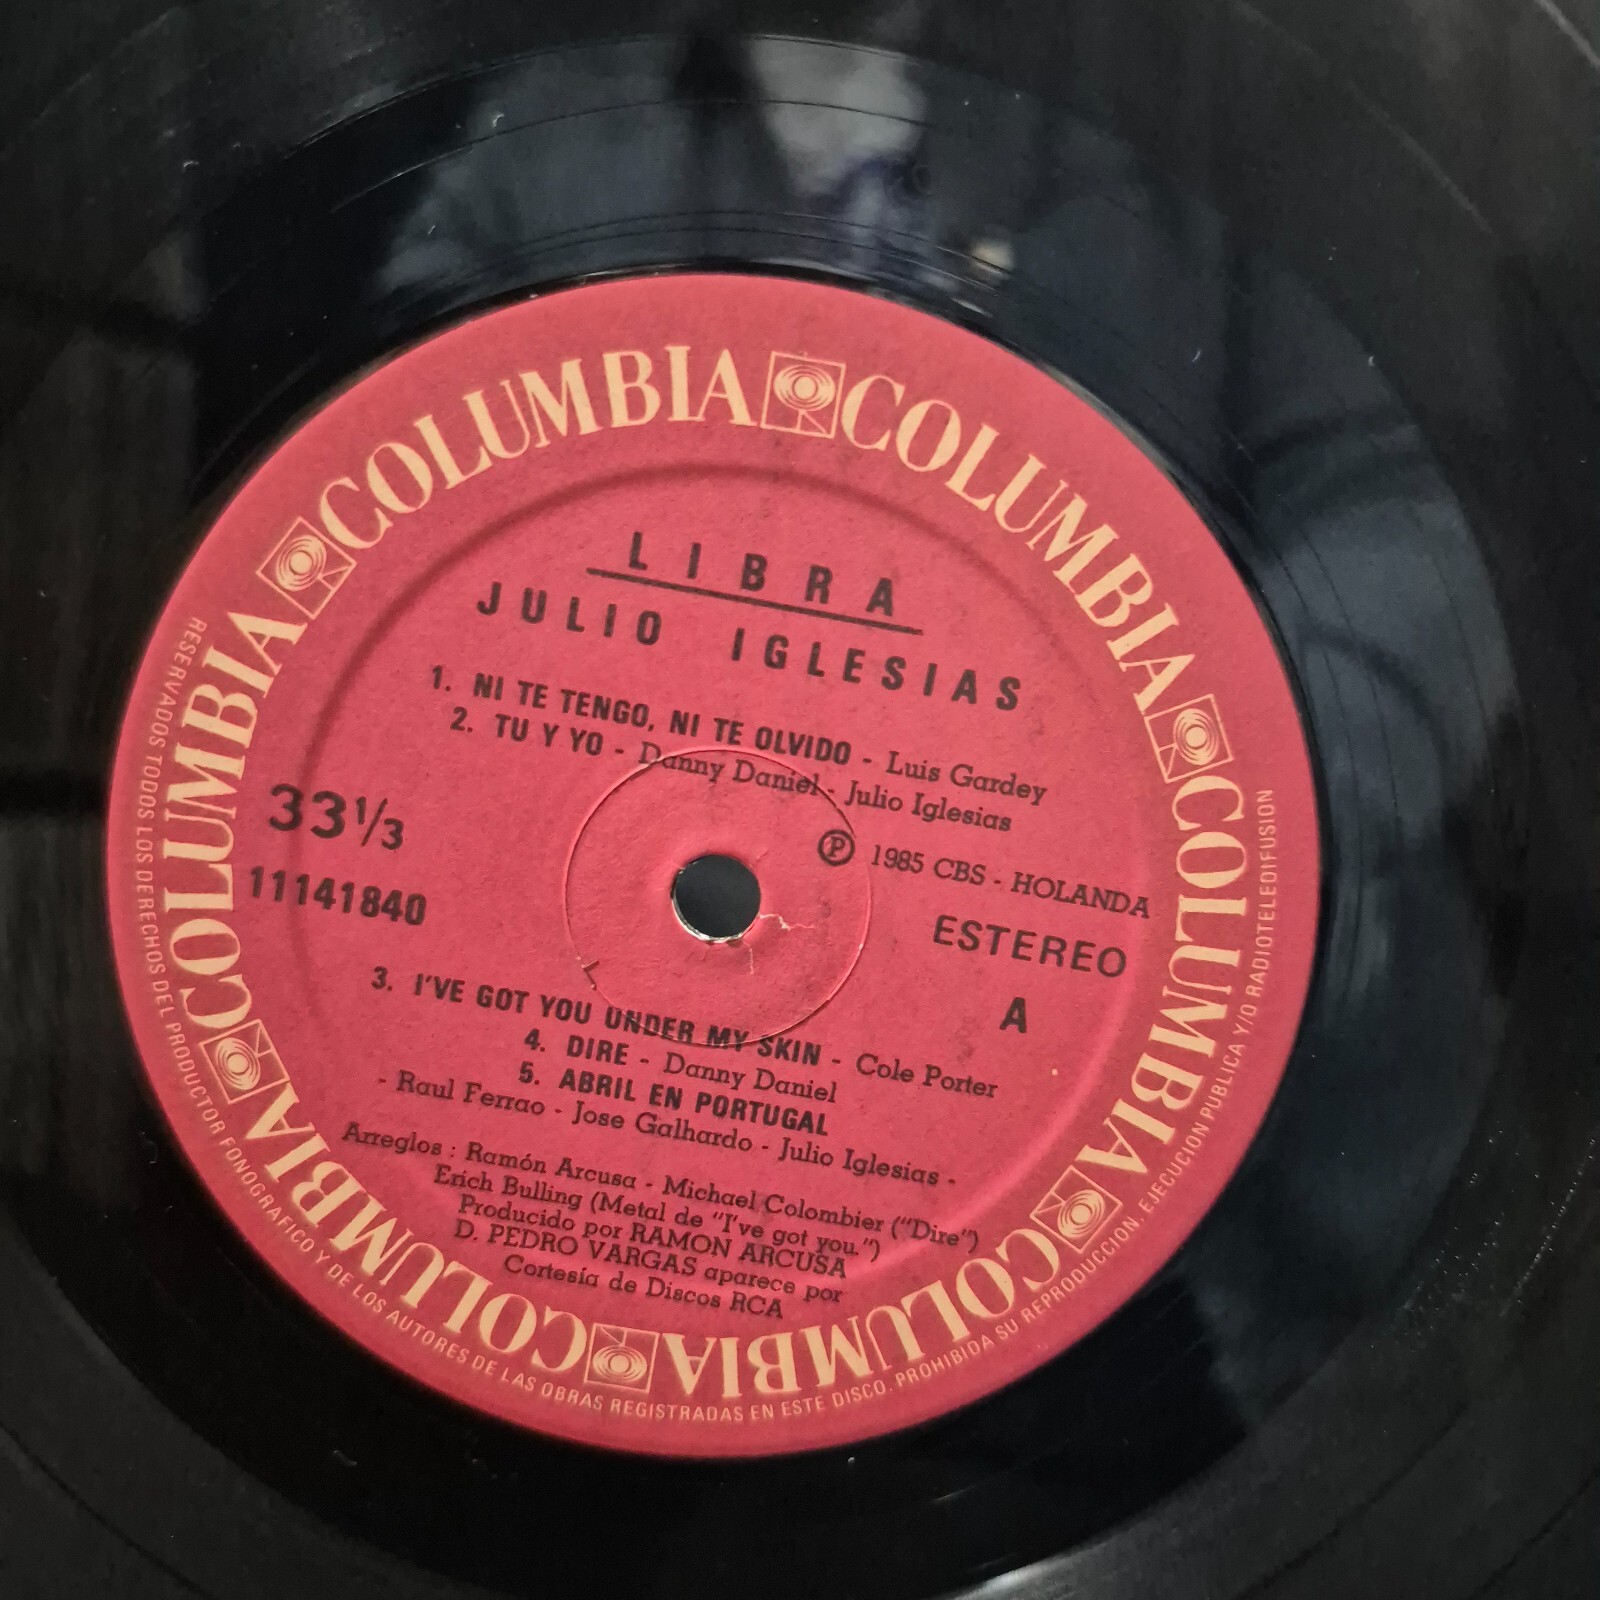 COLUMBIA COLUMBIA COLUMBIA COLUMBIA COLUMBIA COLUMBIA
LIBRA
JULIO IGLESIAS
1. NI TE TENGO, NI TE OLVIDO - Luis Gardey
2. TU Y YO - Danny Daniel - Julio Iglesias
33 1/3
Ⓟ 1985 CBS - HOLANDA
11141840
ESTEREO
A
3. I'VE GOT YOU UNDER MY SKIN - Cole Porter
4. DIRE - Danny Daniel
5. ABRIL EN PORTUGAL
- Raul Ferrao - Jose Galhardo - Julio Iglesias -
Arreglos : Ramón Arcusa - Michael Colombier ("Dire")
Erich Bulling (Metal de "I've got you.")
Producido por RAMON ARCUSA
D. PEDRO VARGAS aparece por
Cortesía de Discos RCA
RESERVADOS TODOS LOS DERECHOS DEL PRODUCTOR FONOGRAFICO Y DE LOS AUTORES DE LAS OBRAS REGISTRADAS EN ESTE DISCO. PROHIBIDA SU REPRODUCCION, EJECUCION PUBLICA Y/O RADIOTELEDIFUSION